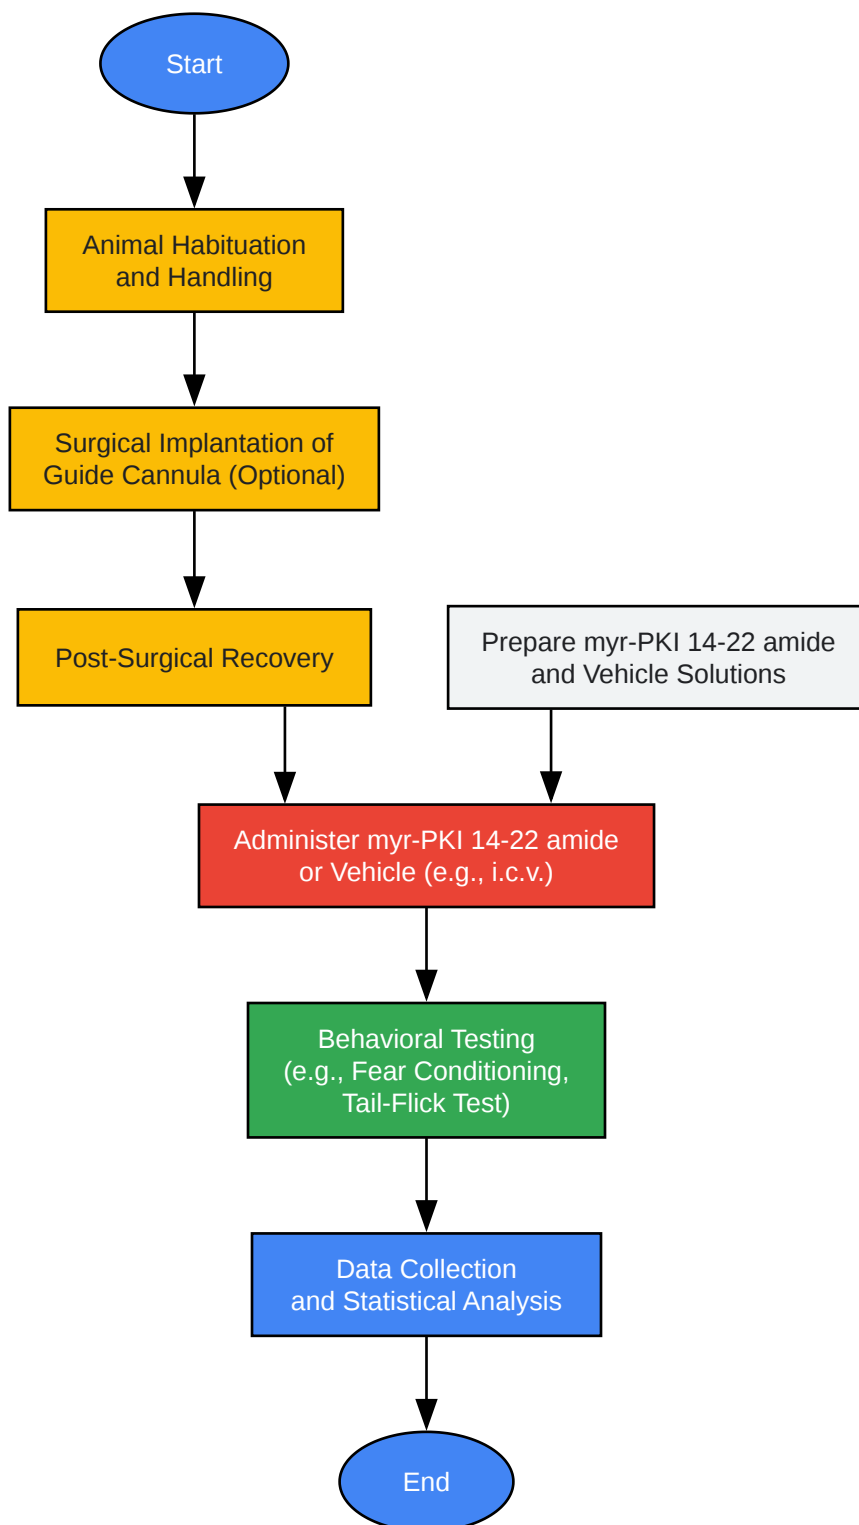 Start
Animal Habituation
and Handling
Surgical Implantation of
Guide Cannula (Optional)
Post-Surgical Recovery
Prepare myr-PKI 14-22 amide
and Vehicle Solutions
Administer myr-PKI 14-22 amide
or Vehicle (e.g., i.c.v.)
Behavioral Testing
(e.g., Fear Conditioning,
Tail-Flick Test)
Data Collection
and Statistical Analysis
End